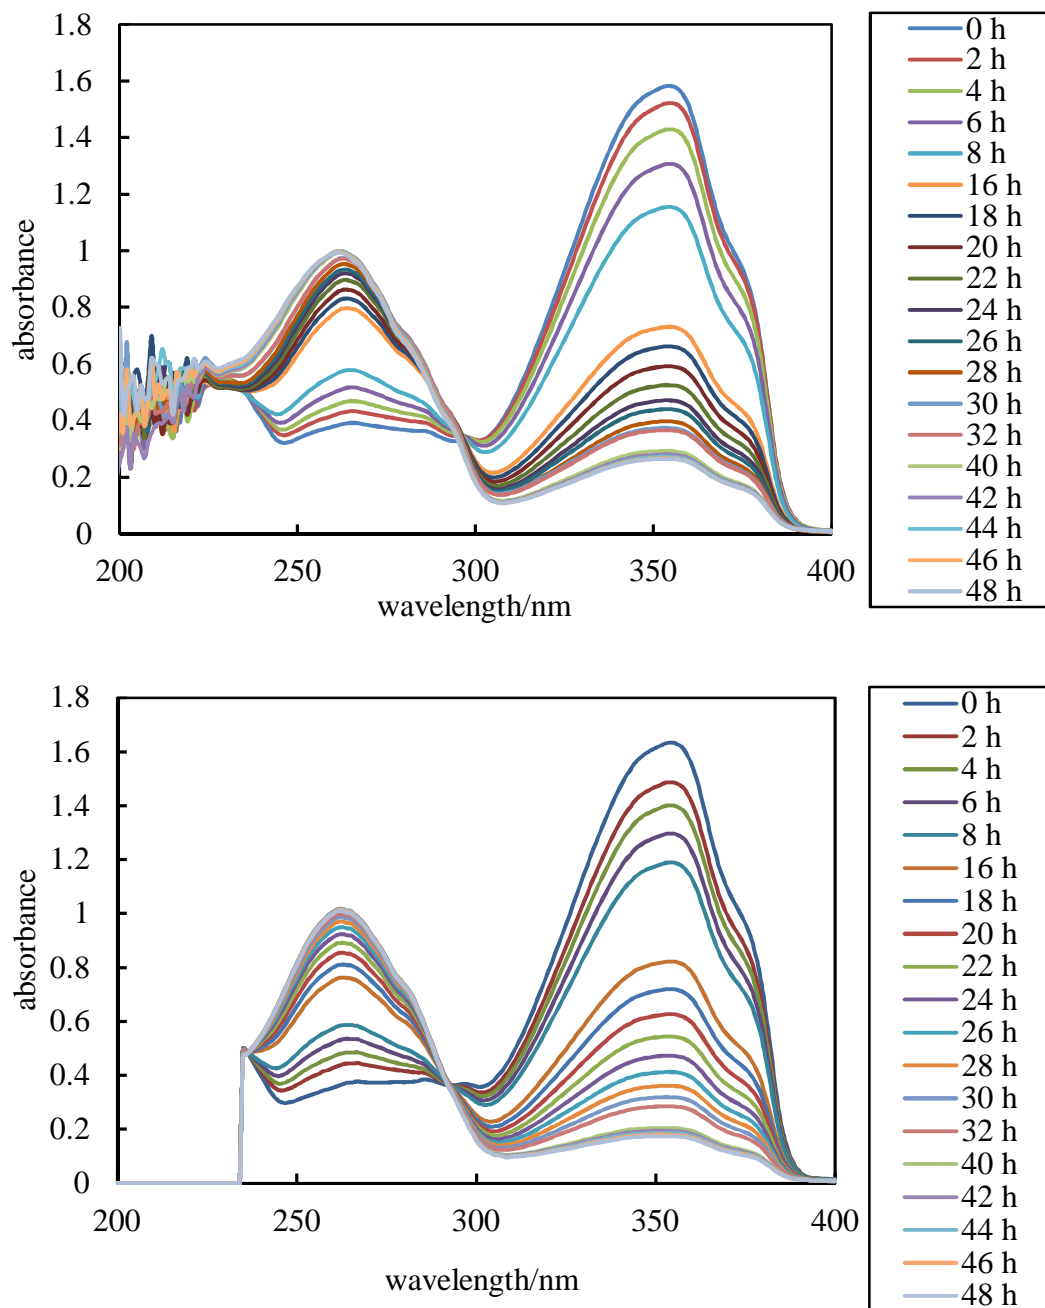 1.8
1.6
1.4
1.2
1
0.8
0.6
0.4
0.2
0
absorbance
200
250
300
350
400
wavelength/nm
0 h
2 h
4 h
6 h
8 h
16 h
18 h
20 h
22 h
24 h
26 h
28 h
30 h
32 h
40 h
42 h
44 h
46 h
48 h
1.8
1.6
1.4
1.2
1
0.8
0.6
0.4
0.2
0
absorbance
200
250
300
350
400
wavelength/nm
0 h
2 h
4 h
6 h
8 h
16 h
18 h
20 h
22 h
24 h
26 h
28 h
30 h
32 h
40 h
42 h
44 h
46 h
48 h